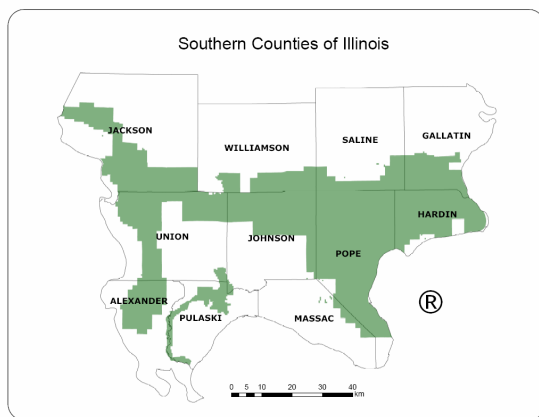 Southern Counties of Illinois
JACKSON
WILLIAMSON
SALINE
GALLATIN
UNION
JOHNSON
POPE
HARDIN
ALEXANDER
PULASKI
MASSAC
®
0 5 10 20 30 40
km